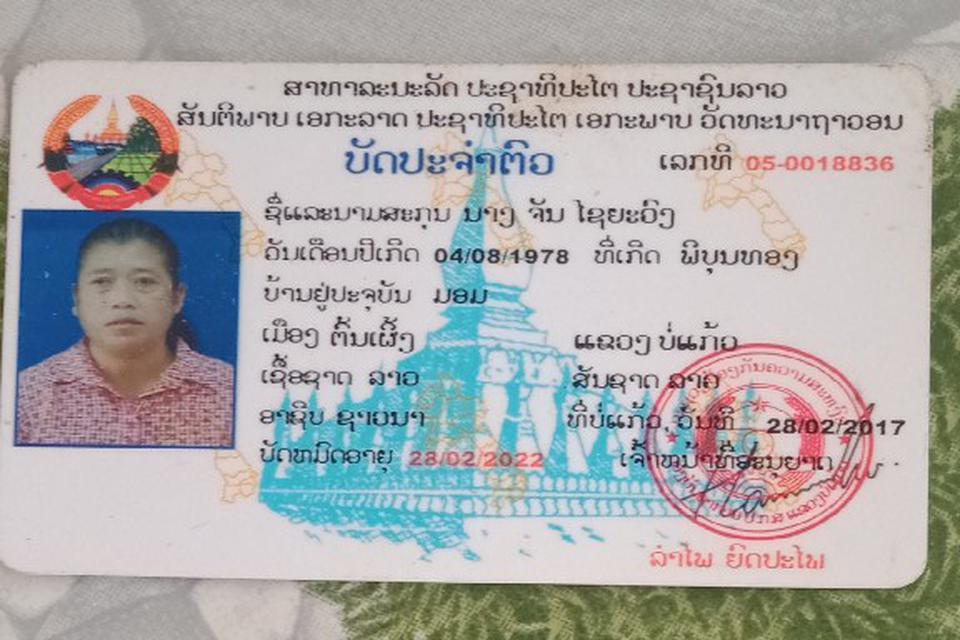 ສາທາລະນະລັດ ປະຊາທິປະໄຕ ປະຊາຊົນລາວ
ສັນຕິພາບ ເອກະລາດ ປະຊາທິປະໄຕ ເອກະພາບ ວັດທະນາຖາວອນ
ບັດປະຈຳຕົວ ເລກທີ 05-0018836
ຊື່ແລະນາມສະກຸນ ນາງ ຈັນ ໄຊຍະວົງ
ວັນເດືອນປີເກີດ 04/08/1978 ທີ່ເກີດ ພິບຸນທອງ
ບ້ານຢູ່ປະຈຸບັນ ມອມ
ເມືອງ ຕົ້ນເຜິ້ງ ແຂວງ ບໍ່ແກ້ວ
ເຊື້ອຊາດ ລາວ ສັນຊາດ ລາວ
ອາຊີບ ຊາວນາ ທີ່ບໍ່ແກ້ວ, ວັນທີ 28/02/2017
ບັດຫມົດອາຍຸ 28/02/2022 ເຈົ້າຫນ້າທີ່ອະນຸຍາດ
ລຳໄພ ຍົດປະໄພ